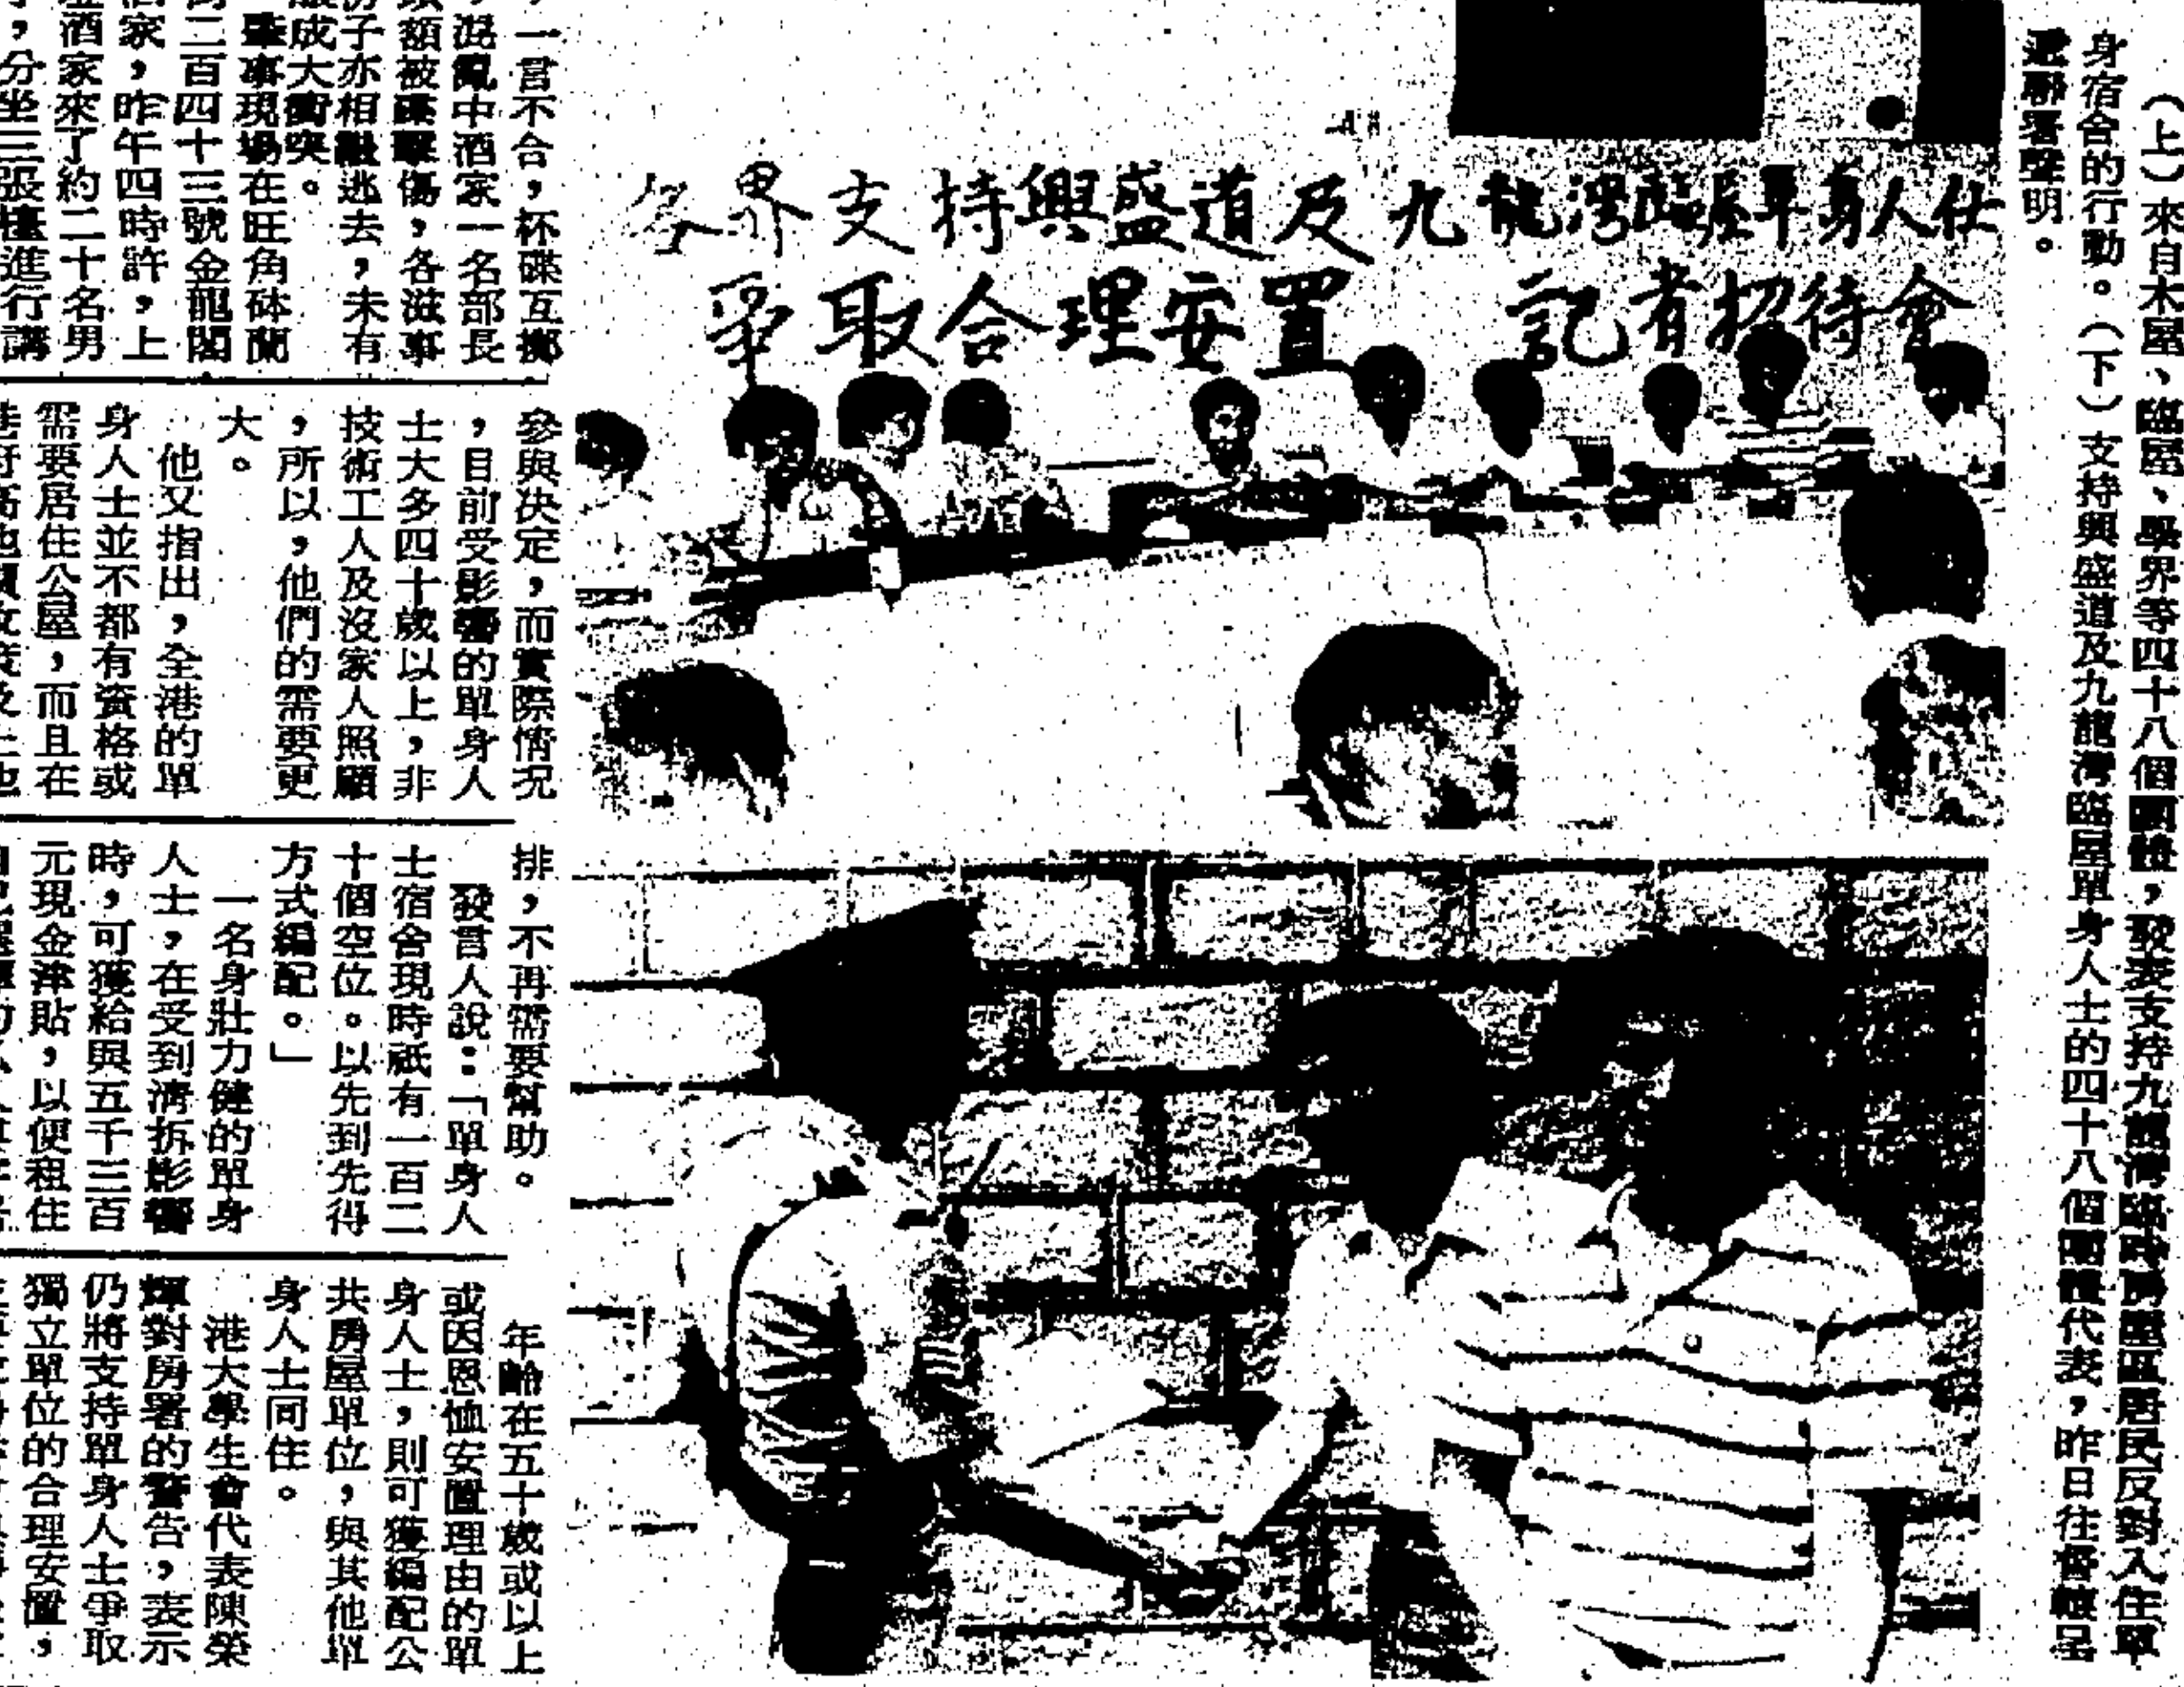 (上)來自木屋、臨屋、學界等四十八個團體,發表支持九龍灣臨時房屋區居民反對入住單
身宿舍的行動。(下)支持興盛道及九龍灣臨屋單身人士的四十八個團體代表,昨日往督轅呈
遞聯署聲明。
各界支持興盛道及九龍灣臨屋單身人仕
爭取合理安置 記者招待會
,一言不合,杯碟互擲
,混亂中酒家一名部長
額被碟擊傷,各滋事
份子亦相繼逃去,未有
釀成大衝突。
肇事現場在旺角砵蘭
二百四十三號金龍閣
酒家,昨午四時許,上
酒家來了約二十名男
,分坐三張檯進行講
參與決定,而實際情況
,目前受影響的單身人
士大多四十歲以上,非
技術工人及沒家人照顧
,所以,他們的需要更
大。
他又指出,全港的單
身人士並不都有資格或
需要居住公屋,而且在
排,不再需要幫助。
發言人說:「單身人
士宿舍現時祇有一百二
十個空位。以先到先得
方式編配。」
一名身壯力健的單身
人士,在受到清拆影響
時,可獲給與五千三百
元現金津貼,以便租住
年齡在五十歲或以上
或因恩恤安置理由的單
身人士,則可獲編配公
共房屋單位,與其他單
身人士同住。
港大學生會代表陳榮
輝對房署的警告,表示
仍將支持單身人士爭取
獨立單位的合理安置,